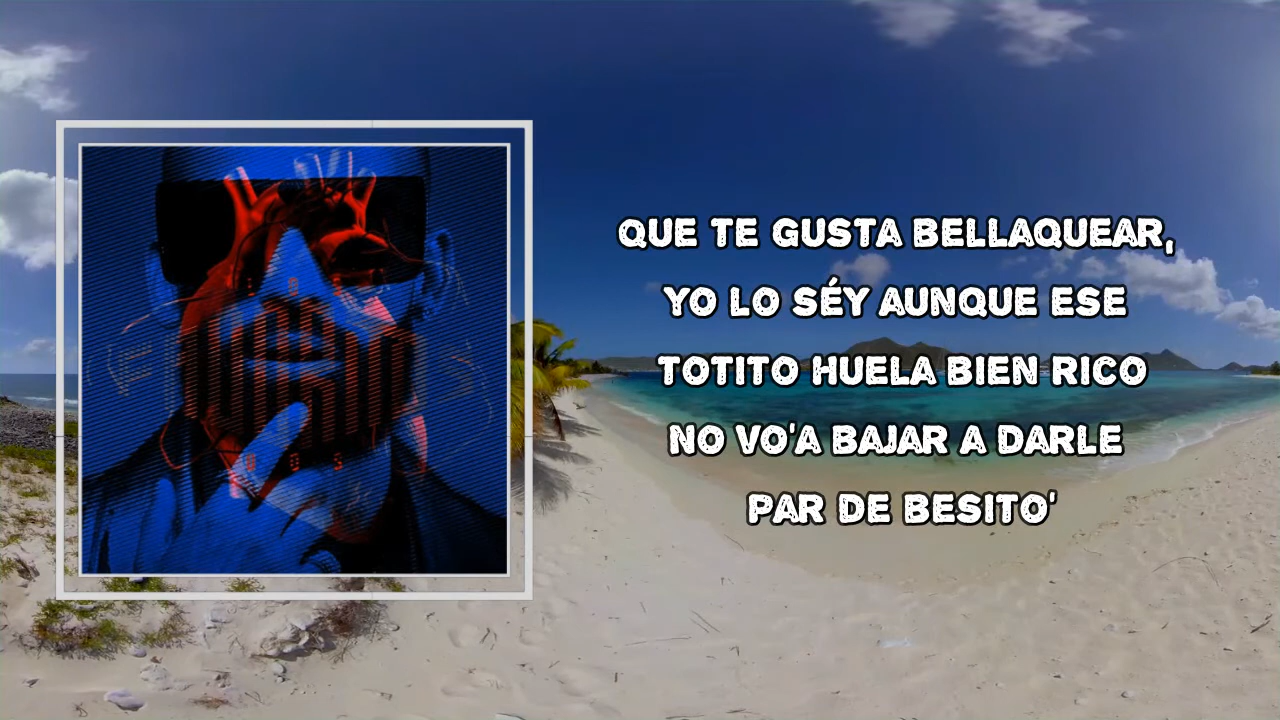 QUE TE GUSTA BELLAQUEAR,
YO LO SÉY AUNQUE ESE
TOTITO HUELA BIEN RICO
NO VO'A BAJAR A DARLE
PAR DE BESITO'